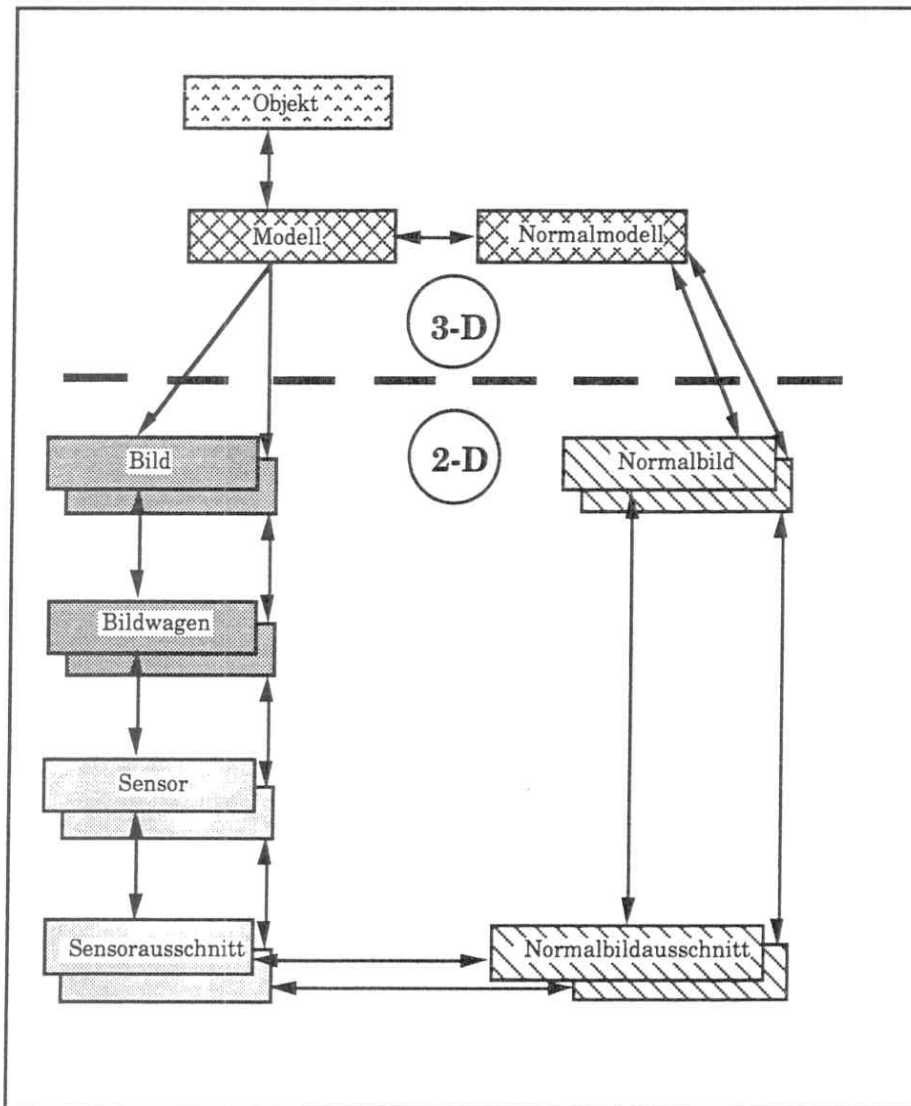 Objekt
Modell
Normalmodell
3-D
2-D
Bild
Normalbild
Bildwagen
Sensor
Sensorausschnitt
Normalbildausschnitt